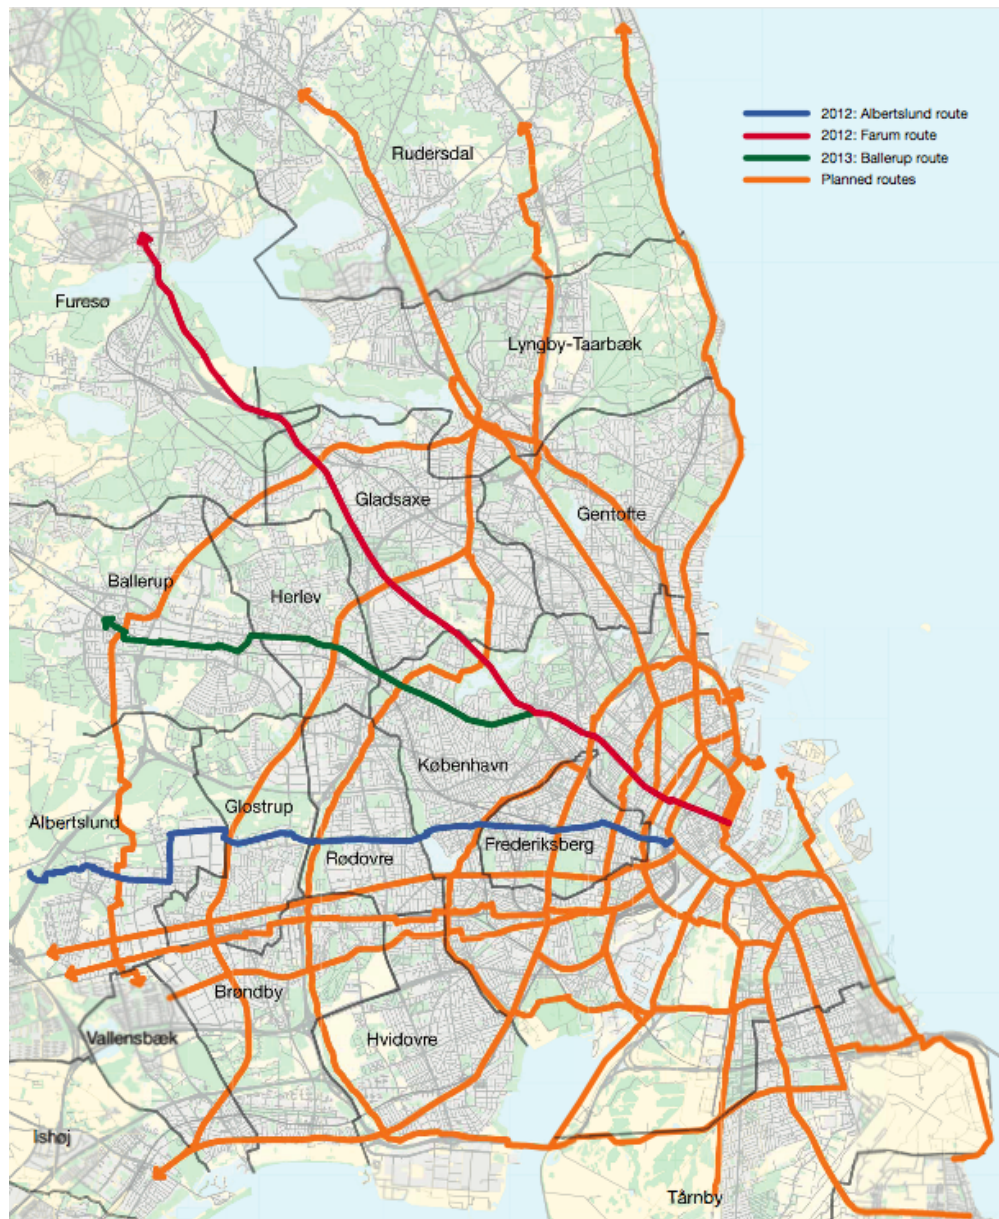 2012: Albertslund route
2012: Farum route
2013: Ballerup route
Planned routes
Rudersdal
Furesø
Lyngby-Taarbæk
Gladsaxe
Gentofte
Ballerup
Herlev
København
Glostrup
Albertslund
Rødovre
Frederiksberg
Brøndby
Vallensbæk
Hvidovre
Ishøj
Tårnby